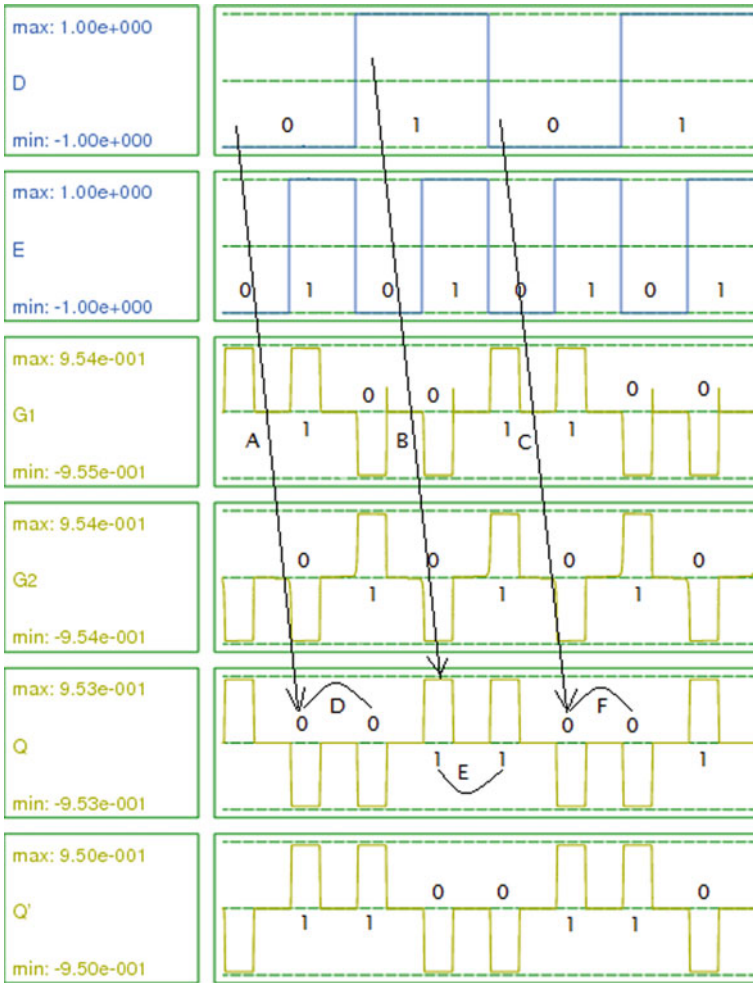 max: 1.00e+000
D
min: -1.00e+000
0 1 0 1
max: 1.00e+000
E
min: -1.00e+000
0 1 0 1 0 1 0 1
max: 9.54e-001
G1
min: -9.55e-001
0 0 0 0
A 1 B 1 C 1
max: 9.54e-001
G2
min: -9.54e-001
0 0 0 0
1 1 1
max: 9.53e-001
Q
min: -9.53e-001
D F
0 0 0 0
1 E 1 1
max: 9.50e-001
Q'
min: -9.50e-001
0 0 0
1 1 1 1